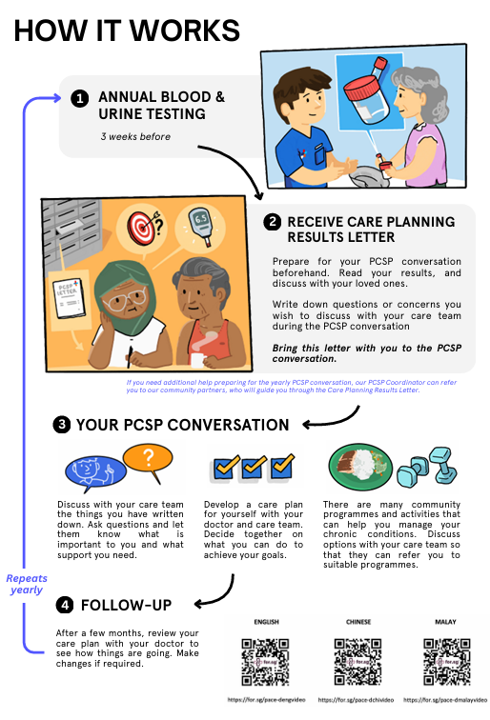 HOW IT WORKS
1
ANNUAL BLOOD &
URINE TESTING
3 weeks before
2
RECEIVE CARE PLANNING
RESULTS LETTER
Prepare for your PCSP conversation
beforehand. Read your results, and
discuss with your loved ones.
Write down questions or concerns you
wish to discuss with your care team
during the PCSP conversation
Bring this letter with you to the PCSP
conversation.
?
6.5
PCSP
LETTER
If you need additional help preparing for the yearly PCSP conversation, our PCSP Coordinator can refer
you to our community partners, who will guide you through the Care Planning Results Letter.
3
YOUR PCSP CONVERSATION
?
Discuss with your care team
the things you have written
down. Ask questions and let
them know what is
important to you and what
support you need.
Develop a care plan
for yourself with your
doctor and care team.
Decide together on
what you can do to
achieve your goals.
There are many community
programmes and activities that
can help you manage your
chronic conditions. Discuss
options with your care team so
that they can refer you to
suitable programmes.
Repeats
yearly
4
FOLLOW-UP
After a few months, review your
care plan with your doctor to
see how things are going. Make
changes if required.
ENGLISH
CHINESE
MALAY
for.sg
for.sg
for.sg
https://for.sg/pace-dengvideo
https://for.sg/pace-dchivideo
https://for.sg/pace-dmalayvideo